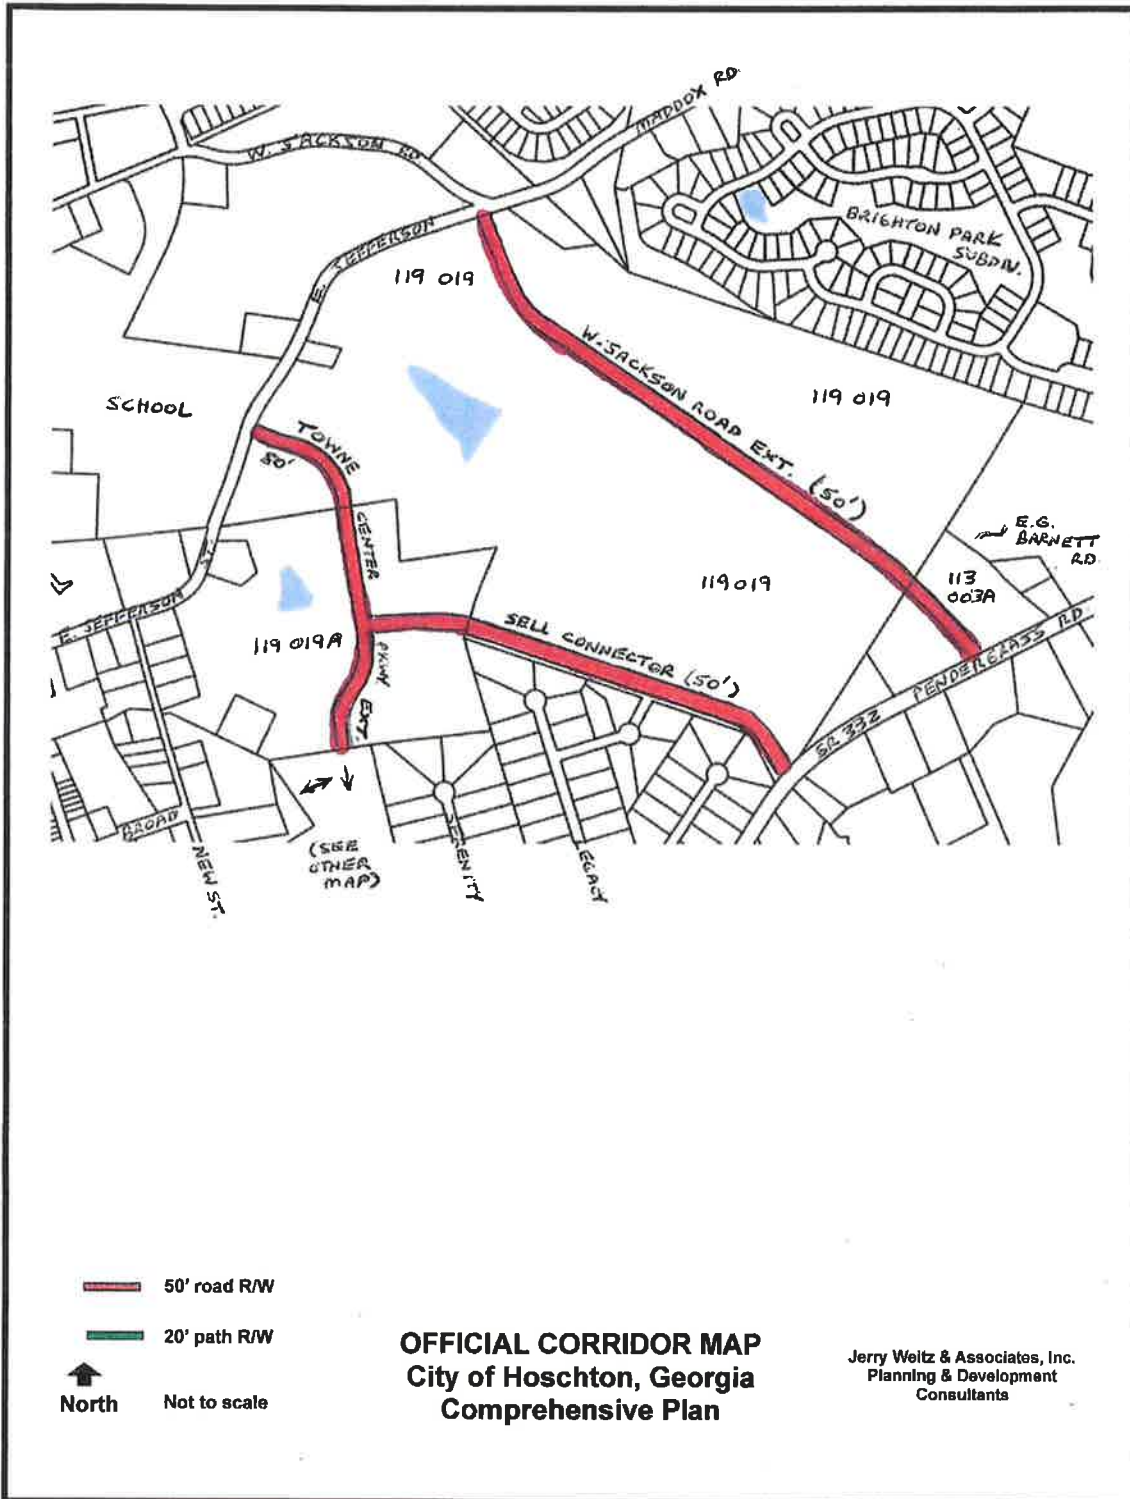 MADDOX RD.
W. JACKSON RD
BRIGHTON PARK
SUBDIV.
E. JEFFERSON
119 019
W. JACKSON ROAD EXT. (50')
119 019
SCHOOL
TOWNE
50'
CENTER
E.G.
BARNETT
RD.
ST.
119 019
113
003A
E. JEFFERSON
119 019A
SELL CONNECTOR (50')
PKWY
EXT.
SR 332 PENDERGRASS RD.
BROAD
NEW ST.
(SEE
OTHER
MAP)
SERENITY
LEGACY
50' road R/W
20' path R/W
North
Not to scale
OFFICIAL CORRIDOR MAP
City of Hoschton, Georgia
Comprehensive Plan
Jerry Weitz & Associates, Inc.
Planning & Development
Consultants